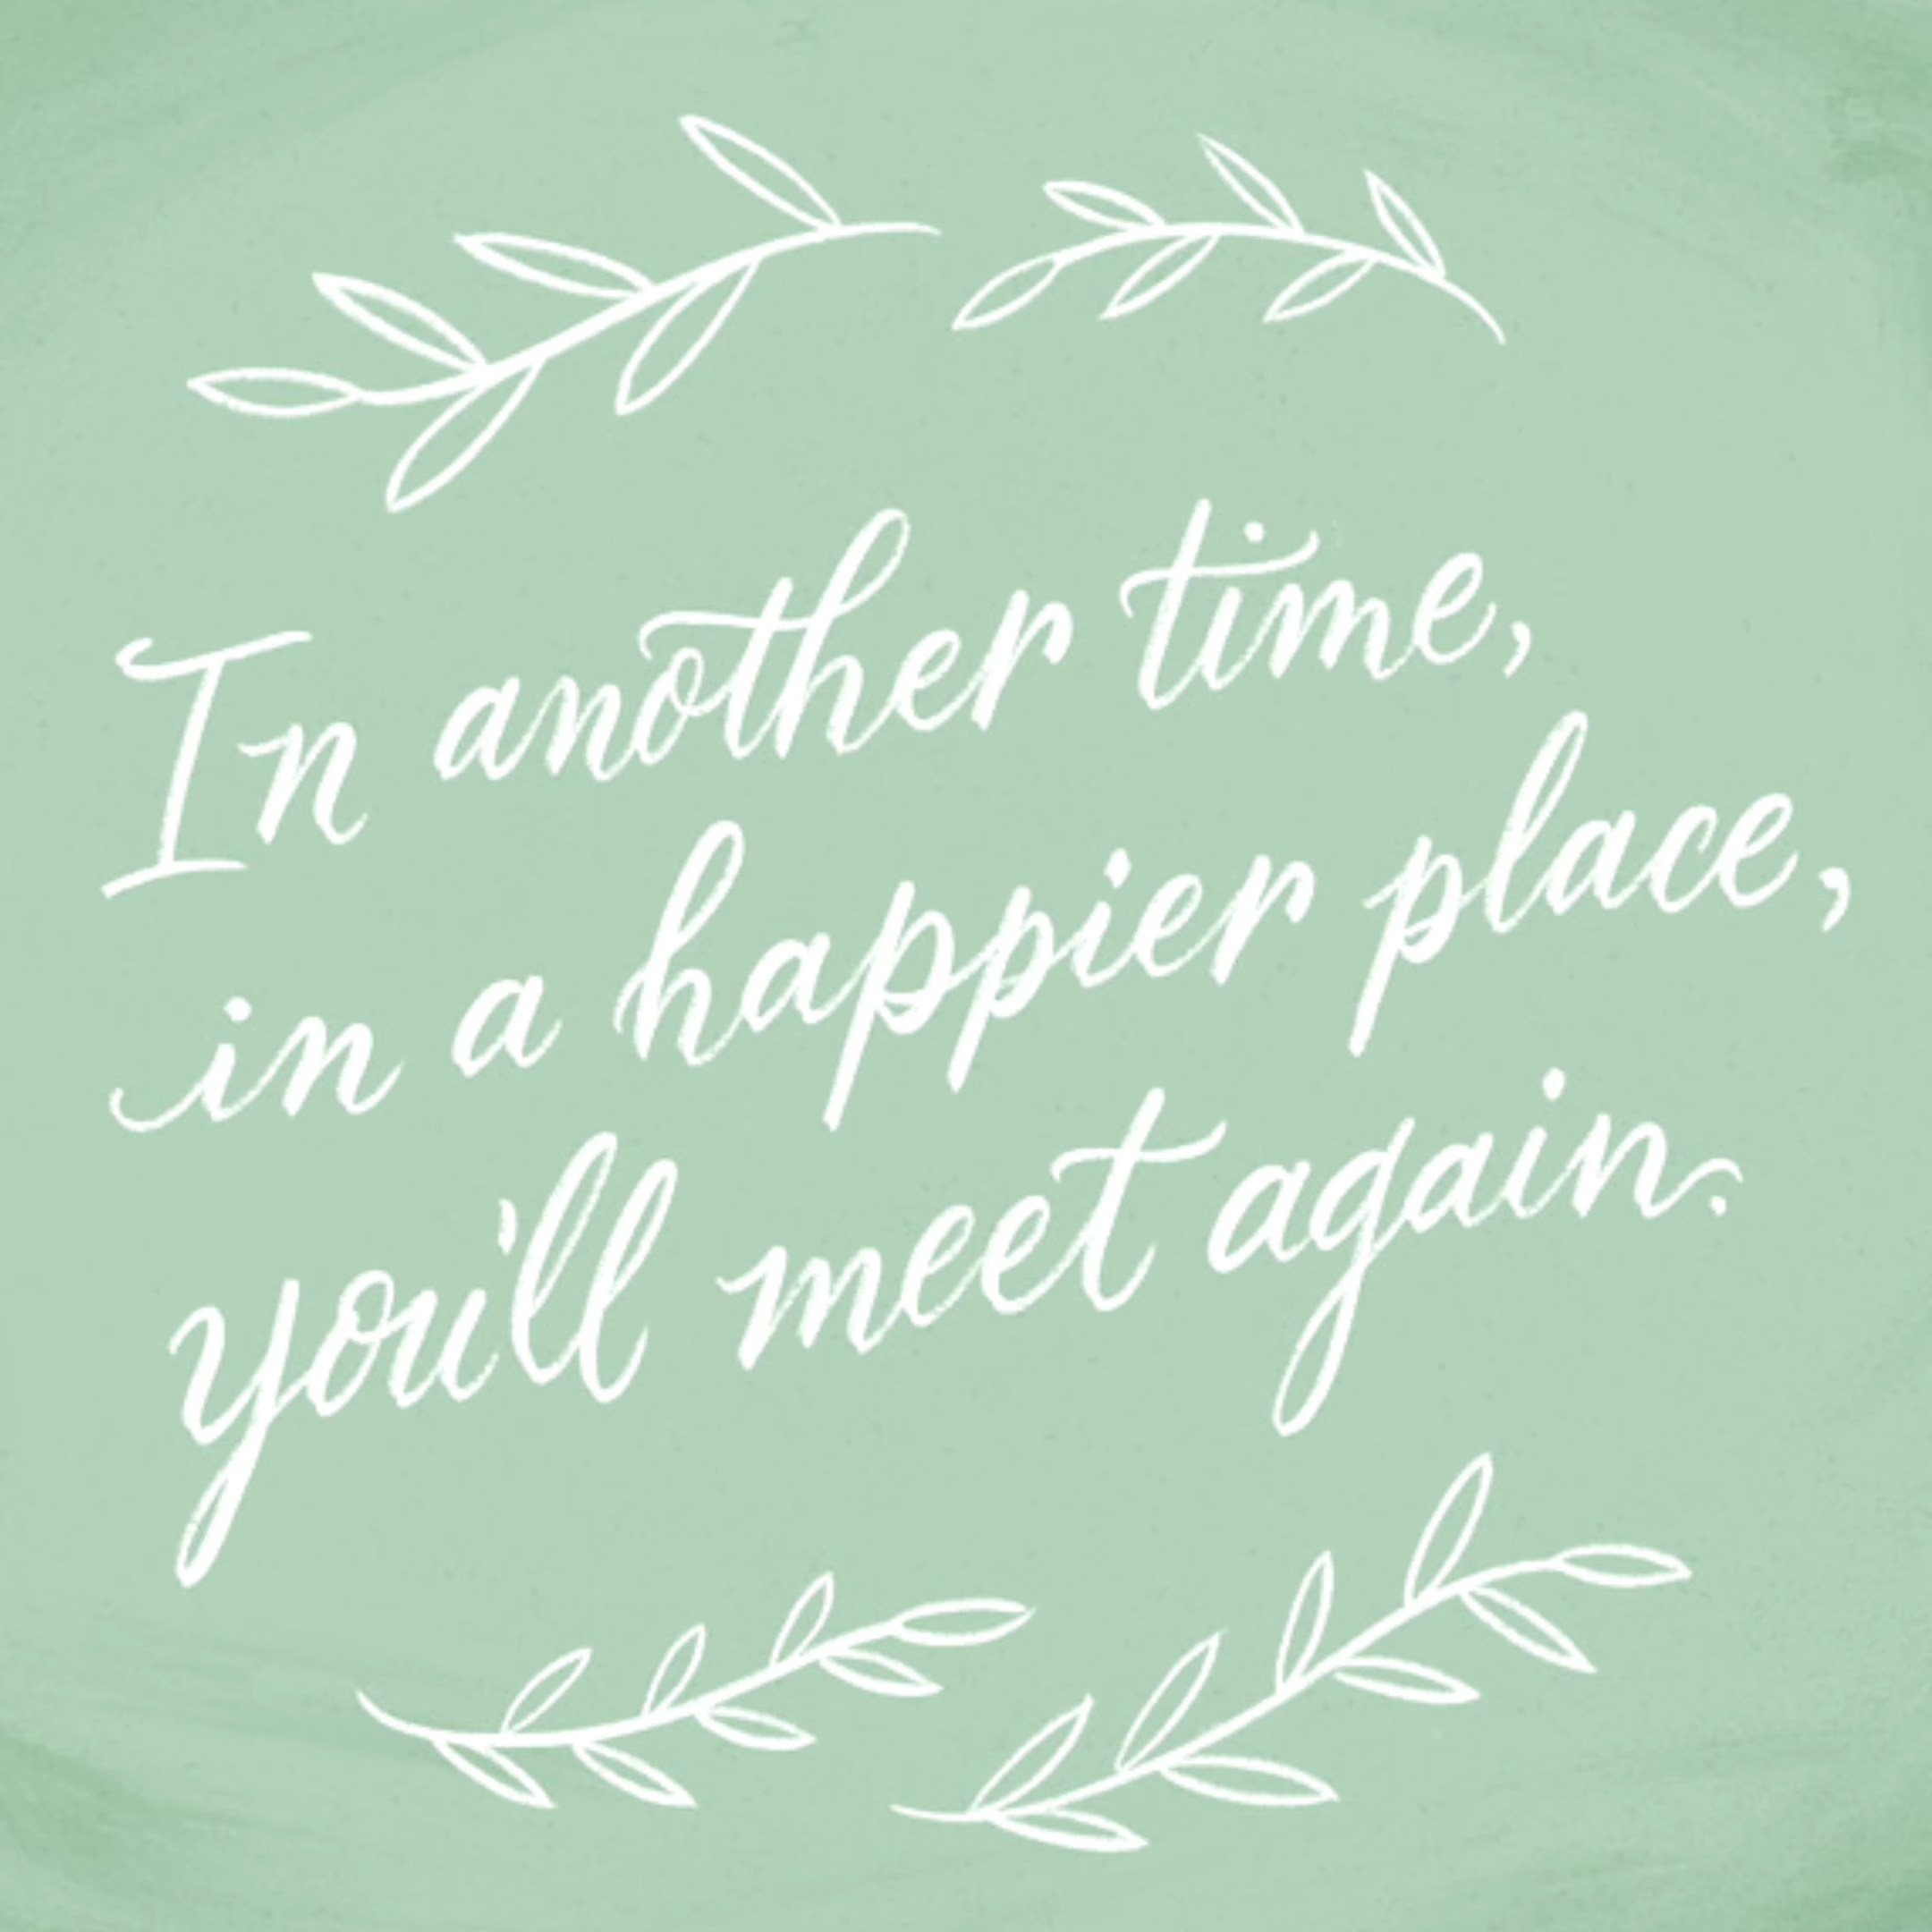 In another time,
in a happier place,
you'll meet again.